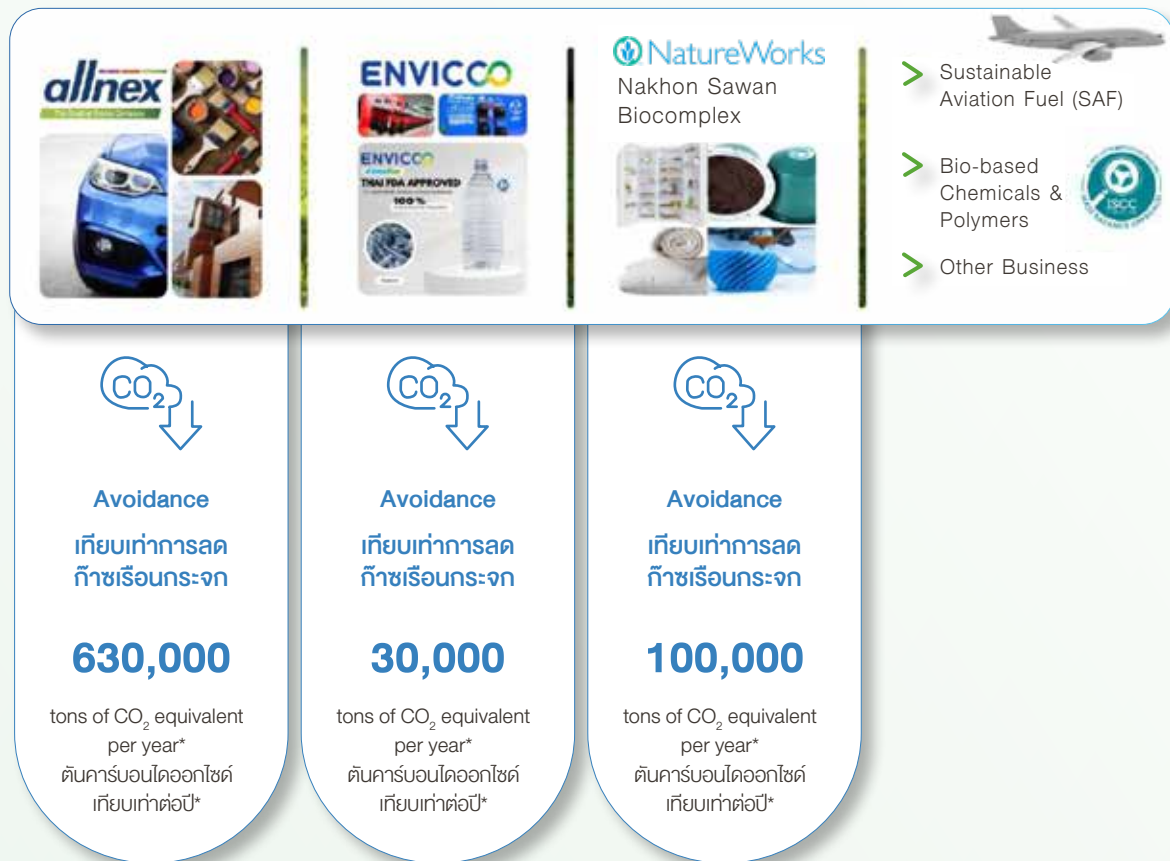 allnex
ENVICCO
ENVICCO
THAI FDA APPROVED
100%
NatureWorks
Nakhon Sawan
Biocomplex
Sustainable
Aviation Fuel (SAF)
Bio-based
Chemicals &
Polymers
ISCC
Other Business
CO2
Avoidance
เทียบเท่าการลด
ก๊าซเรือนกระจก
630,000
tons of CO2 equivalent
per year*
ตันคาร์บอนไดออกไซด์
เทียบเท่าต่อปี*
CO2
Avoidance
เทียบเท่าการลด
ก๊าซเรือนกระจก
30,000
tons of CO2 equivalent
per year*
ตันคาร์บอนไดออกไซด์
เทียบเท่าต่อปี*
CO2
Avoidance
เทียบเท่าการลด
ก๊าซเรือนกระจก
100,000
tons of CO2 equivalent
per year*
ตันคาร์บอนไดออกไซด์
เทียบเท่าต่อปี*